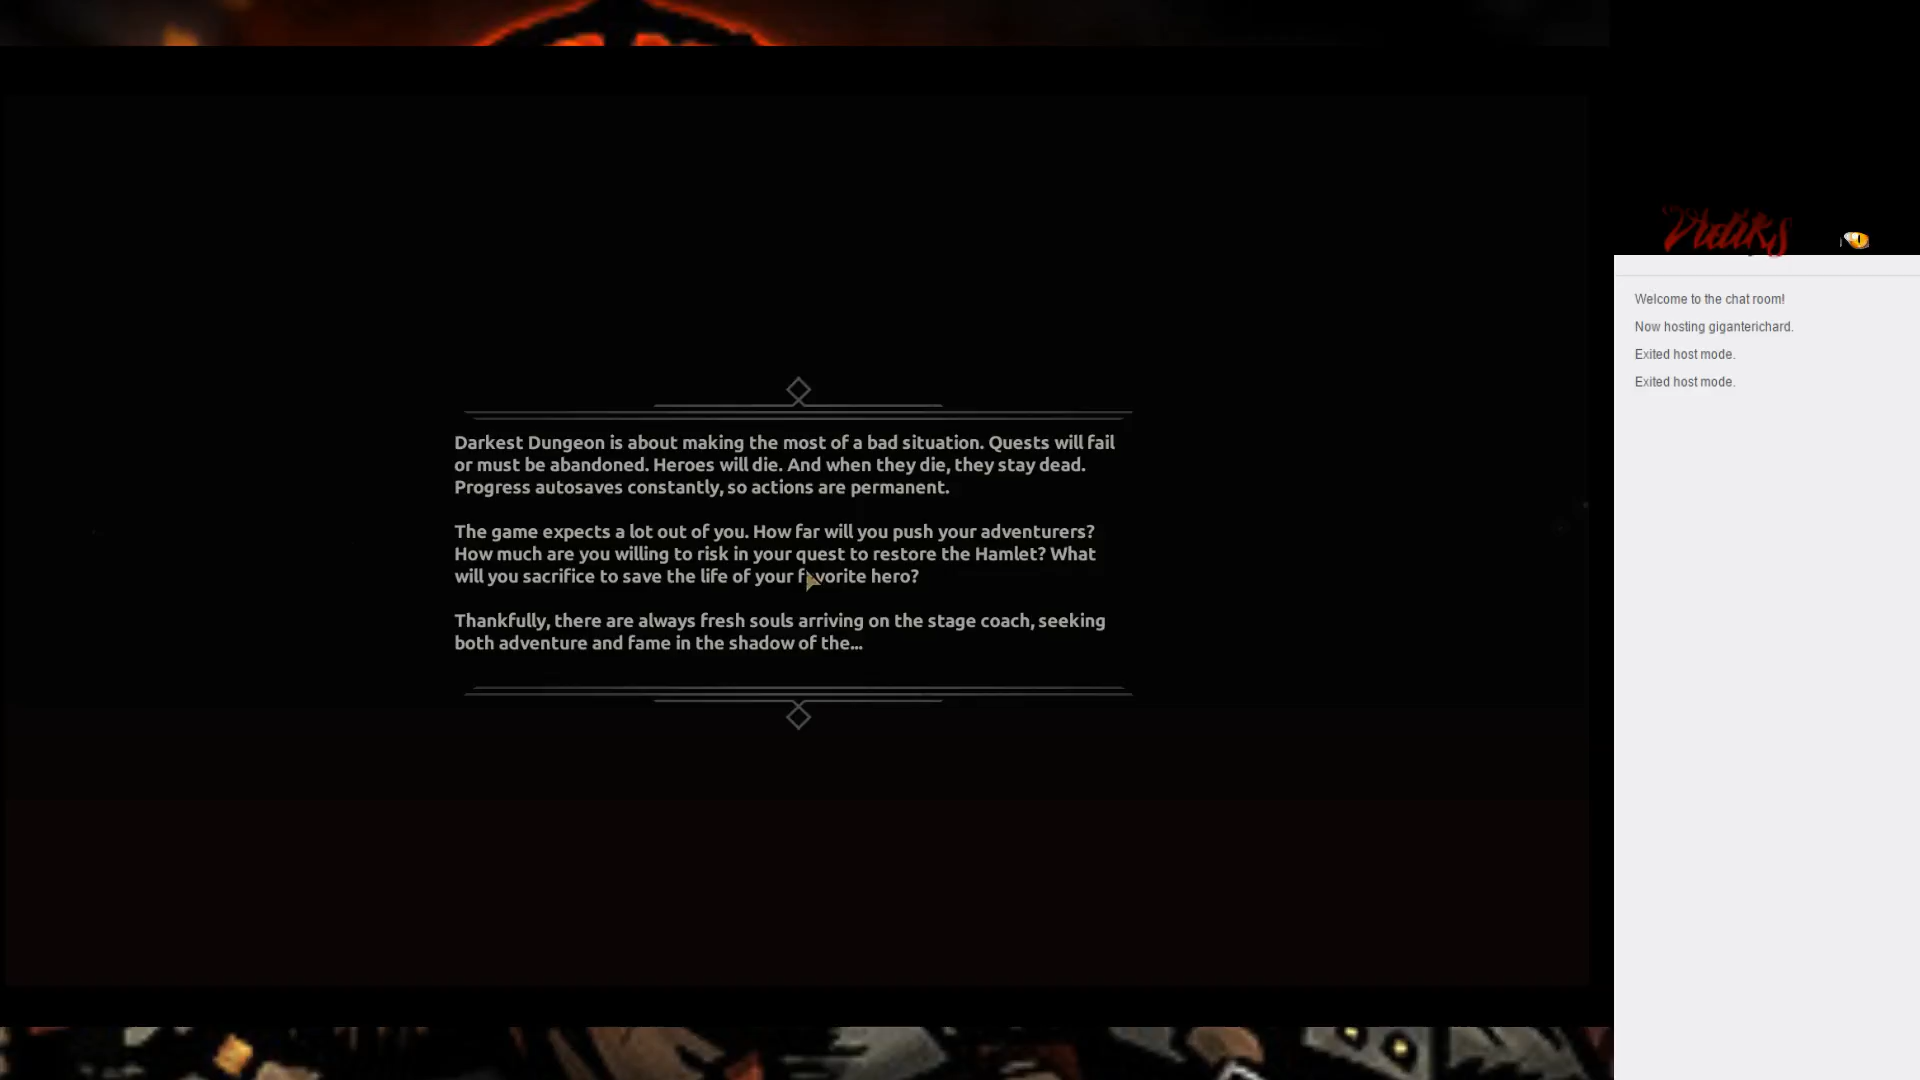 Darkest Dungeon is about making the most of a bad situation. Quests will fail
or must be abandoned. Heroes will die. And when they die, they stay dead.
Progress autosaves constantly, so actions are permanent.
The game expects a lot out of you. How far will you push your adventurers?
How much are you willing to risk in your quest to restore the Hamlet? What
will you sacrifice to save the life of your favorite hero?
Thankfully, there are always fresh souls arriving on the stage coach, seeking
both adventure and fame in the shadow of the...
Welcome to the chat room!
Now hosting giganterichard.
Exited host mode.
Exited host mode.